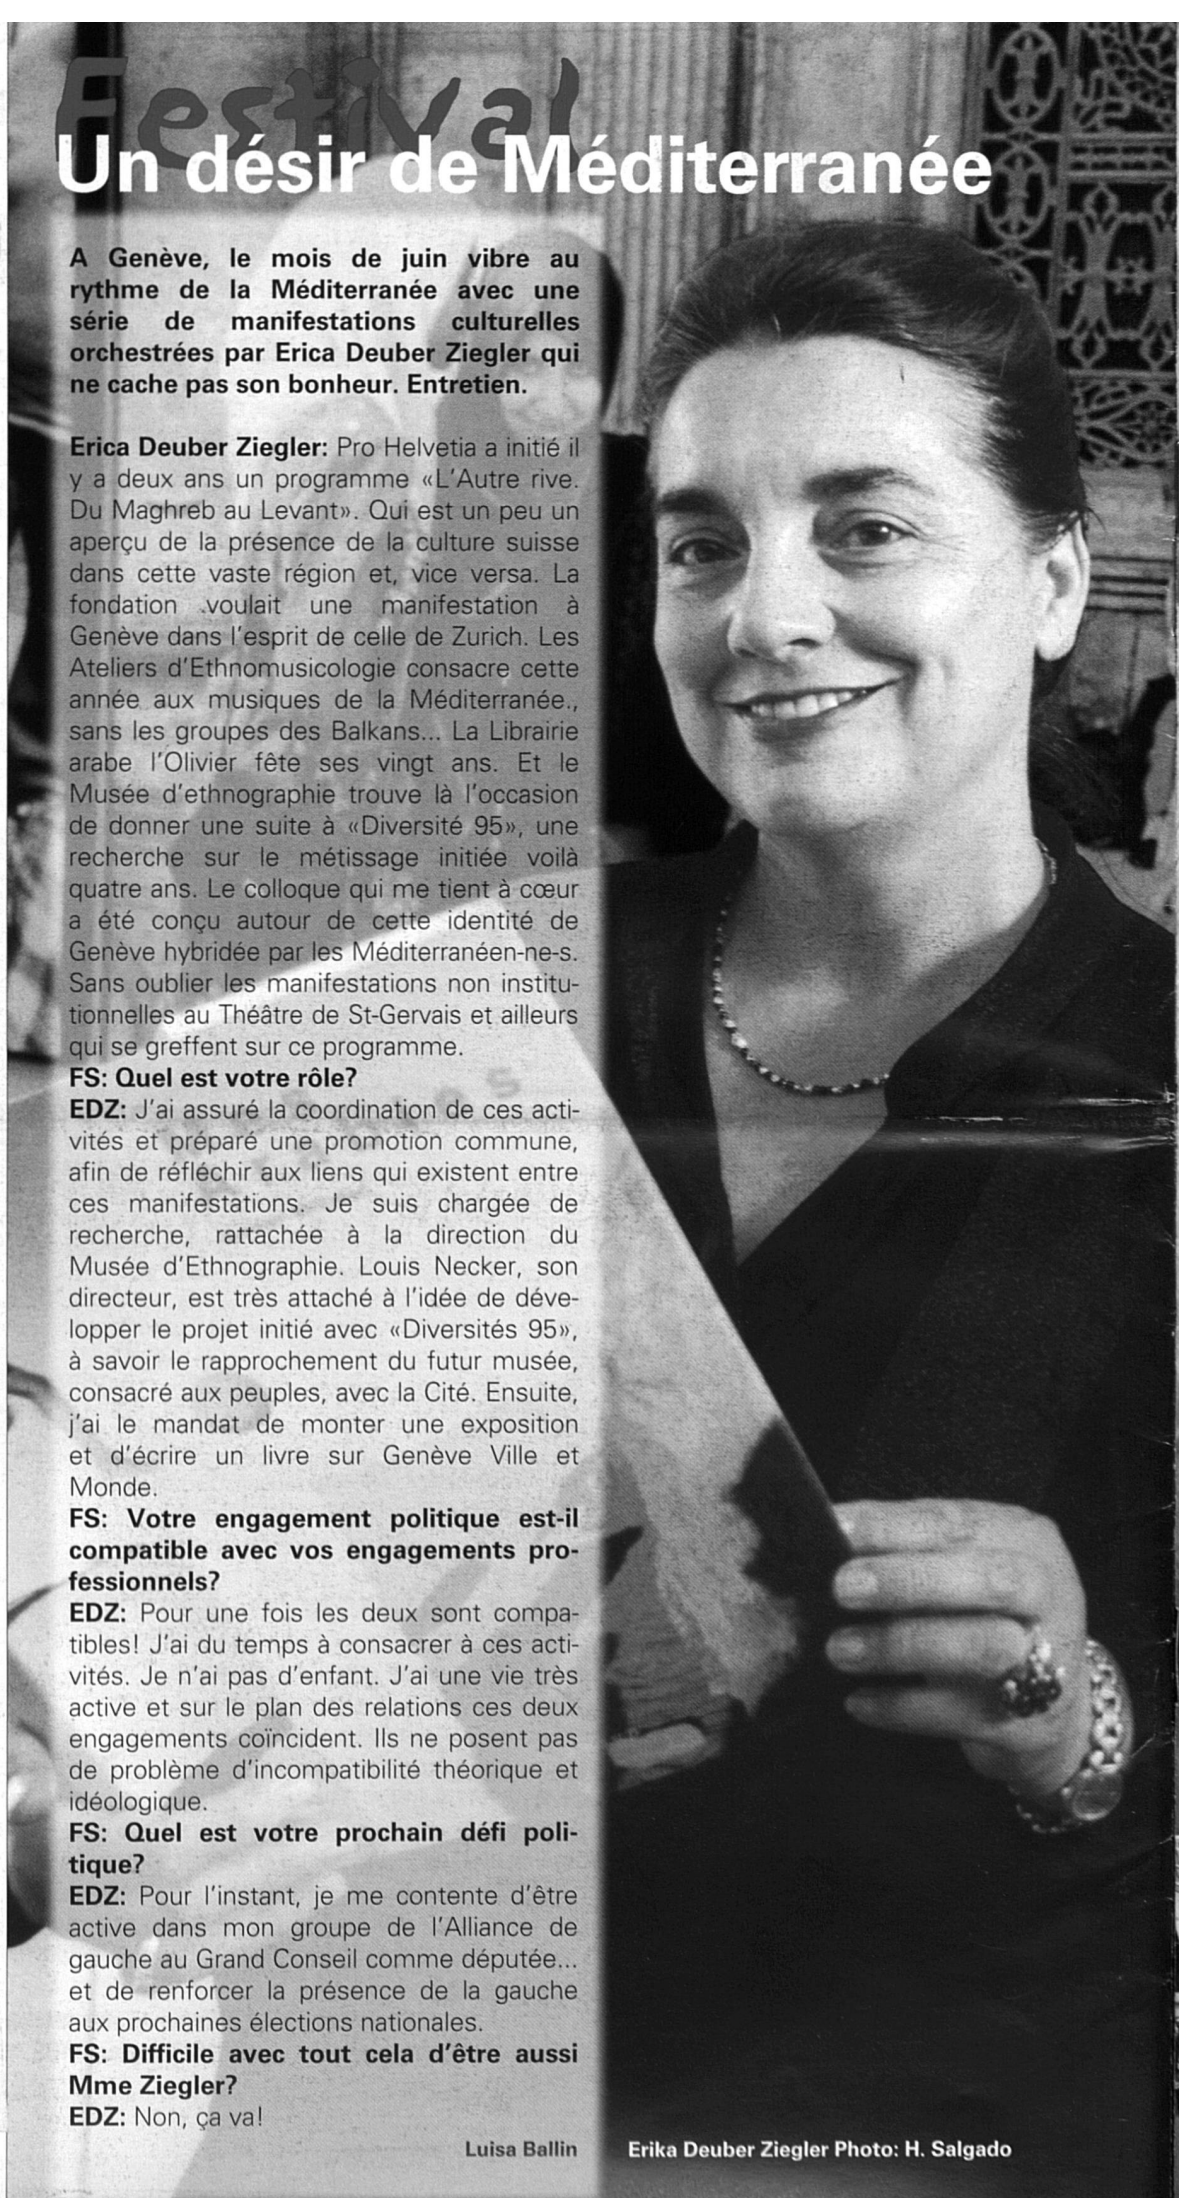 Festival
Un désir de Méditerranée
A Genève, le mois de juin vibre au
rythme de la Méditerranée avec une
série de manifestations culturelles
orchestrées par Erica Deuber Ziegler qui
ne cache pas son bonheur. Entretien.
Erica Deuber Ziegler: Pro Helvetia a initié il
y a deux ans un programme «L'Autre rive.
Du Maghreb au Levant». Qui est un peu un
aperçu de la présence de la culture suisse
dans cette vaste région et, vice versa. La
fondation voulait une manifestation à
Genève dans l'esprit de celle de Zurich. Les
Ateliers d'Ethnomusicologie consacre cette
année aux musiques de la Méditerranée.,
sans les groupes des Balkans... La Librairie
arabe l'Olivier fête ses vingt ans. Et le
Musée d'ethnographie trouve là l'occasion
de donner une suite à «Diversité 95», une
recherche sur le métissage initiée voilà
quatre ans. Le colloque qui me tient à cœur
a été conçu autour de cette identité de
Genève hybridée par les Méditerranéen-ne-s.
Sans oublier les manifestations non institu-
tionnelles au Théâtre de St-Gervais et ailleurs
qui se greffent sur ce programme.
FS: Quel est votre rôle?
EDZ: J'ai assuré la coordination de ces acti-
vités et préparé une promotion commune,
afin de réfléchir aux liens qui existent entre
ces manifestations. Je suis chargée de
recherche, rattachée à la direction du
Musée d'Ethnographie. Louis Necker, son
directeur, est très attaché à l'idée de déve-
lopper le projet initié avec «Diversités 95»,
à savoir le rapprochement du futur musée,
consacré aux peuples, avec la Cité. Ensuite,
j'ai le mandat de monter une exposition
et d'écrire un livre sur Genève Ville et
Monde.
FS: Votre engagement politique est-il
compatible avec vos engagements pro-
fessionnels?
EDZ: Pour une fois les deux sont compa-
tibles! J'ai du temps à consacrer à ces acti-
vités. Je n'ai pas d'enfant. J'ai une vie très
active et sur le plan des relations ces deux
engagements coïncident. Ils ne posent pas
de problème d'incompatibilité théorique et
idéologique.
FS: Quel est votre prochain défi poli-
tique?
EDZ: Pour l'instant, je me contente d'être
active dans mon groupe de l'Alliance de
gauche au Grand Conseil comme députée...
et de renforcer la présence de la gauche
aux prochaines élections nationales.
FS: Difficile avec tout cela d'être aussi
Mme Ziegler?
EDZ: Non, ça va!
Luisa Ballin
Erika Deuber Ziegler Photo: H. Salgado